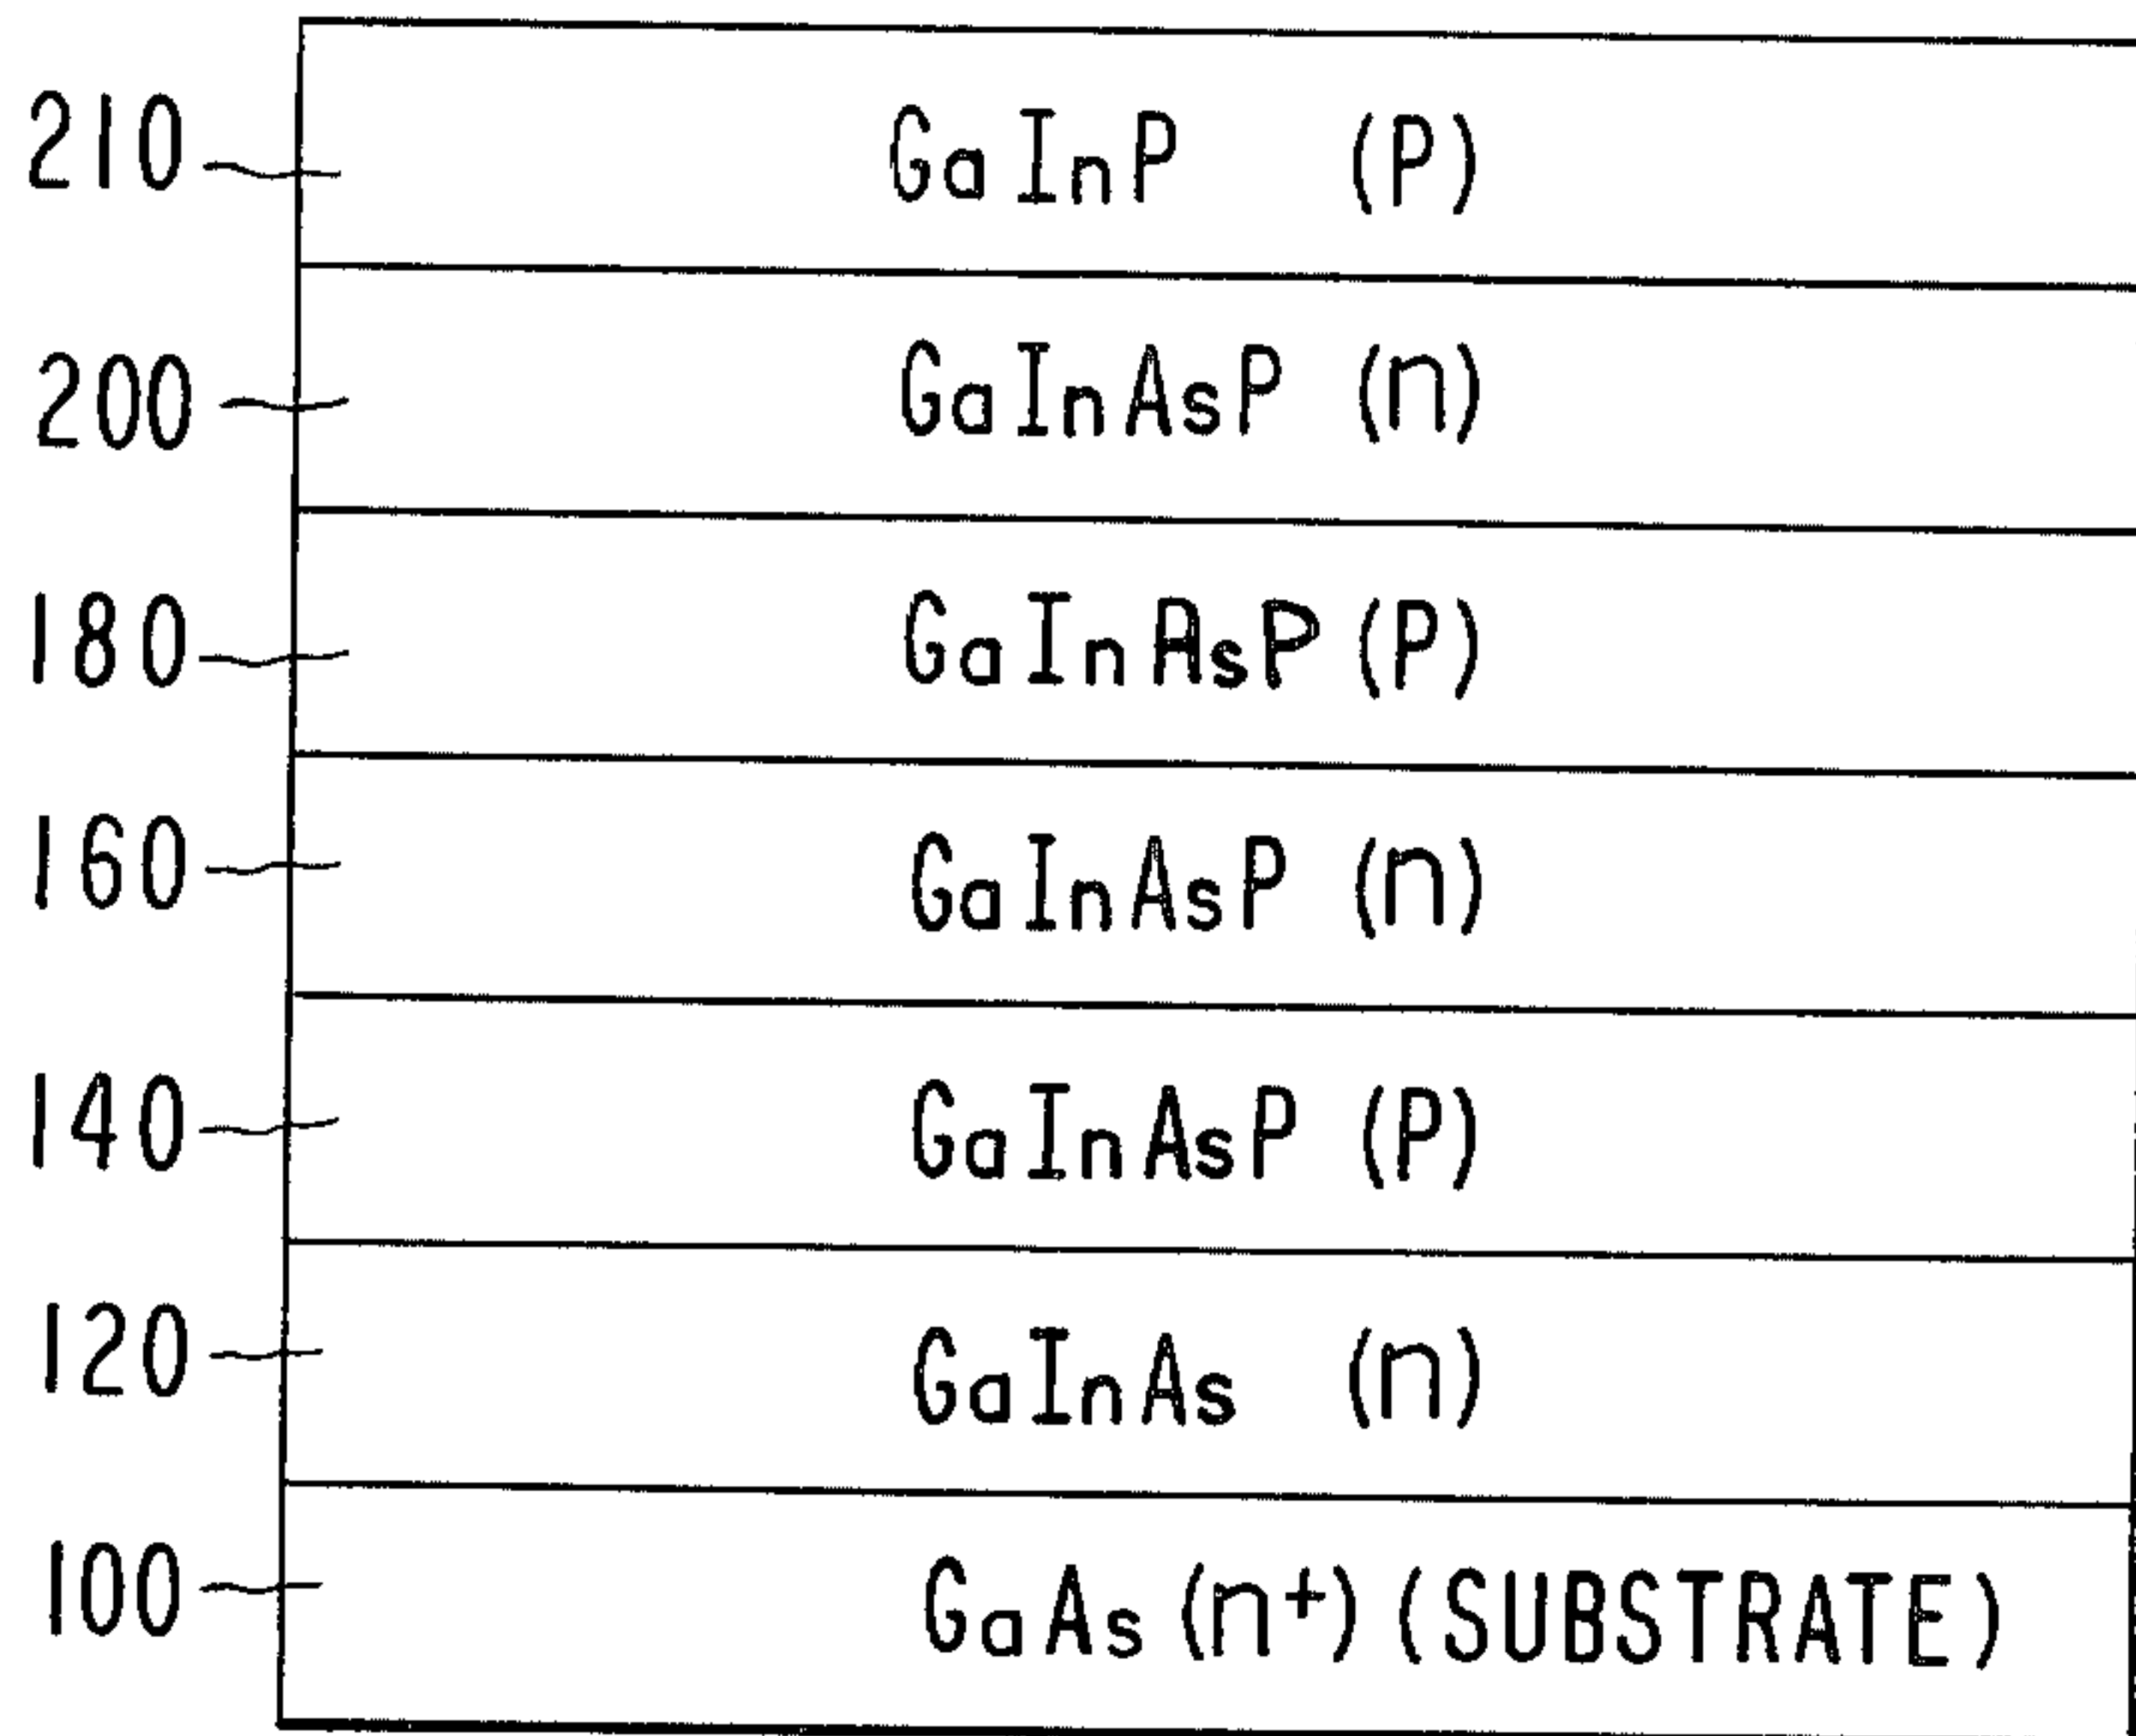 210 GaInP (P)
200 GaInAsP (n)
180 GaInAsP (P)
160 GaInAsP (n)
140 GaInAsP (P)
120 GaInAs (n)
100 GaAs (n+) (SUBSTRATE)